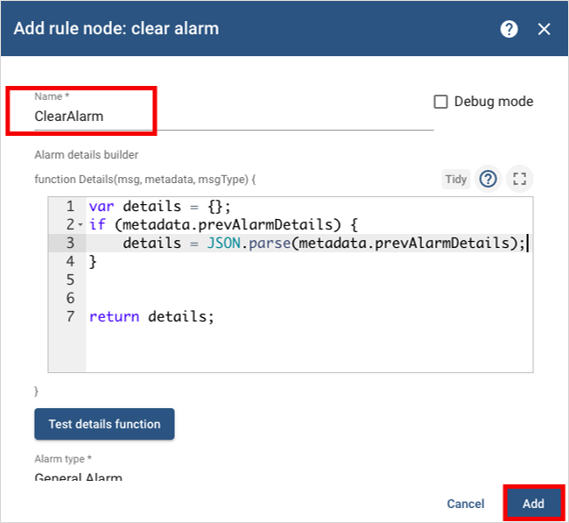 Add rule node: clear alarm
Name *
ClearAlarm
Debug mode
Alarm details builder
function Details(msg, metadata, msgType) {
Tidy
1 var details = {};
2 if (metadata.prevAlarmDetails) {
3     details = JSON.parse(metadata.prevAlarmDetails);
4 }
5
6
7 return details;
}
Test details function
Alarm type *
General Alarm
Cancel
Add